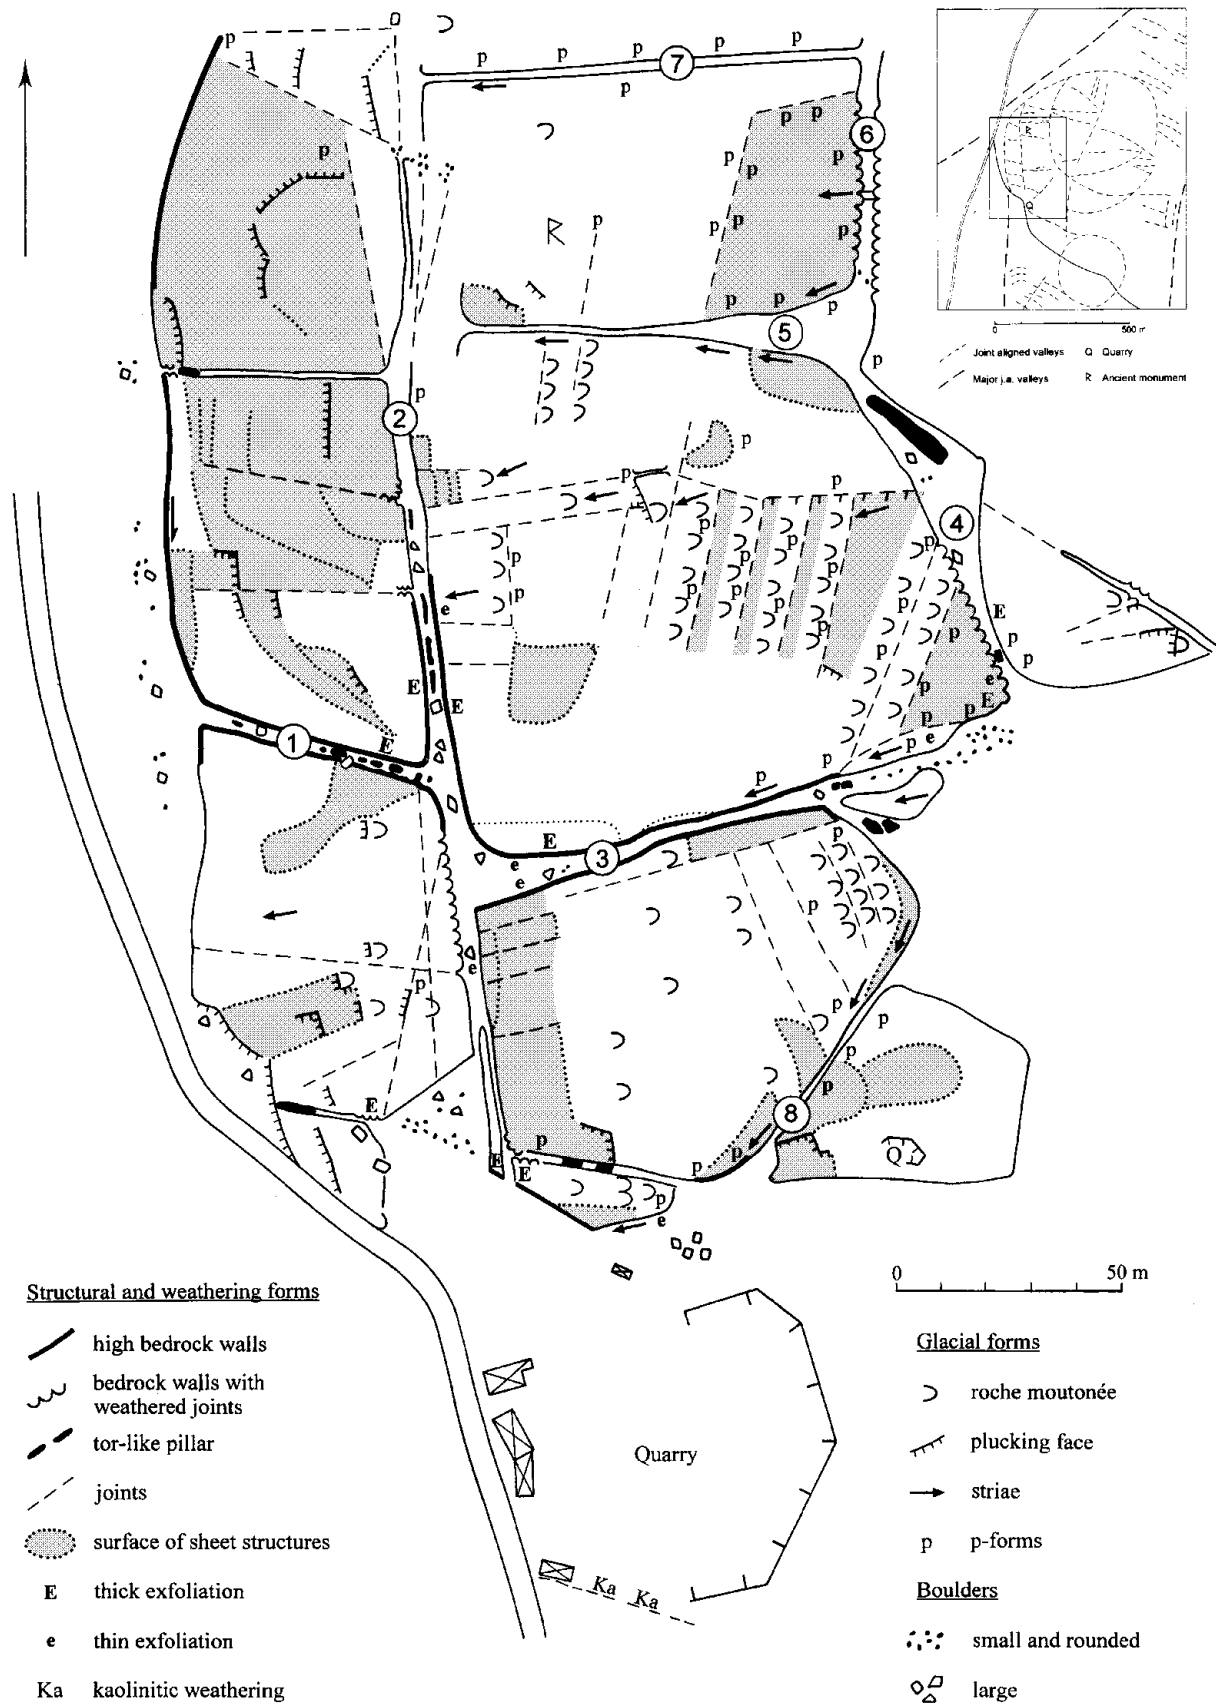 p
p
p
p
p
p
7
p
p
p
p
6
R
Q
p
p
p
p
p
p
p
R
p
p
p
p
p
p
5
0
500 m
Joint aligned valleys
Q
Quarry
Major j.a. valleys
R
Ancient monument
p
p
2
p
p
p
p
4
p
p
p
p
p
p
p
p
p
p
p
p
e
p
p
p
p
E
p
p
p
p
p
p
e
E
E
E
p
p
p
p
e
1
E
p
p
p
E
3
e
e
p
p
e
p
p
p
p
E
8
p
p
p
Q
E
E
p
e
Structural and weathering forms
high bedrock walls
bedrock walls with
weathered joints
tor-like pillar
joints
surface of sheet structures
E
thick exfoliation
e
thin exfoliation
Ka
kaolinitic weathering
Quarry
Ka
Ka
0
50 m
Glacial forms
roche moutonée
plucking face
striae
p
p-forms
Boulders
small and rounded
large